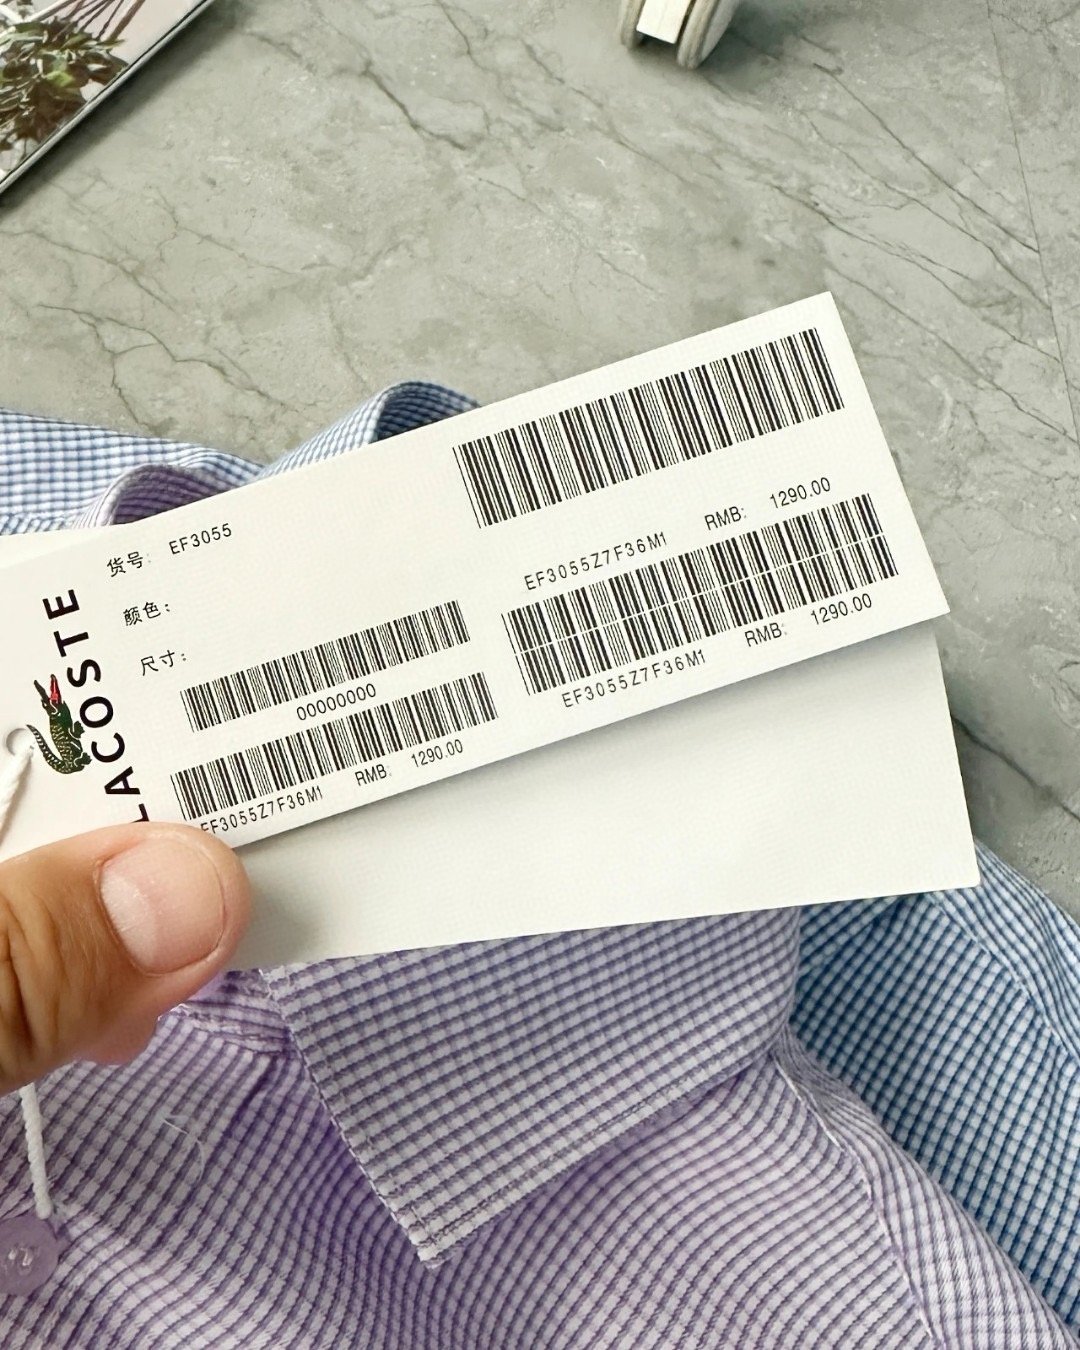 LACOSTE
货号: EF3055
颜色:
尺寸:
00000000
EF3055Z7F36M1 RMB: 1290.00
EF3055Z7F36M1 RMB: 1290.00
EF3055Z7F36M1 RMB: 1290.00